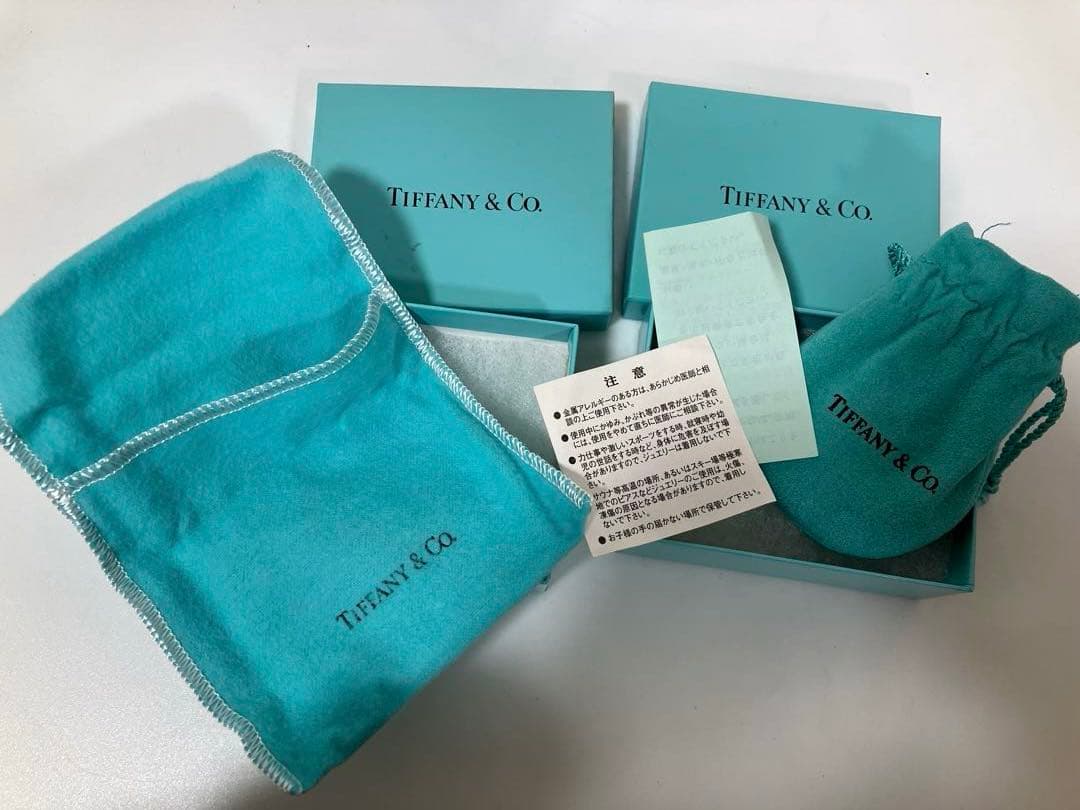 TIFFANY & CO.
TIFFANY & CO.
注意
● 金属アレルギーのある方は、あらかじめ医師と相
談の上ご使用下さい。
● 使用中にかゆみ、かぶれ等の異常が生じた場合
には、使用をやめて直ちに医師にご相談下さい。
● 力仕事や激しいスポーツをする時、就寝時や幼
児の世話をする時など、身体に危害を及ぼす場
合がありますので、ジュエリーは着用しないで下
さい。
サウナ等高温の場所、あるいはスキー場等極寒
地でのピアスなどジュエリーのご使用は、火傷、
凍傷の原因となる場合がありますので、着用し
ないで下さい。
● お子様の手の届かない場所で保管して下さい。
TIFFANY & CO.
TIFFANY & CO.